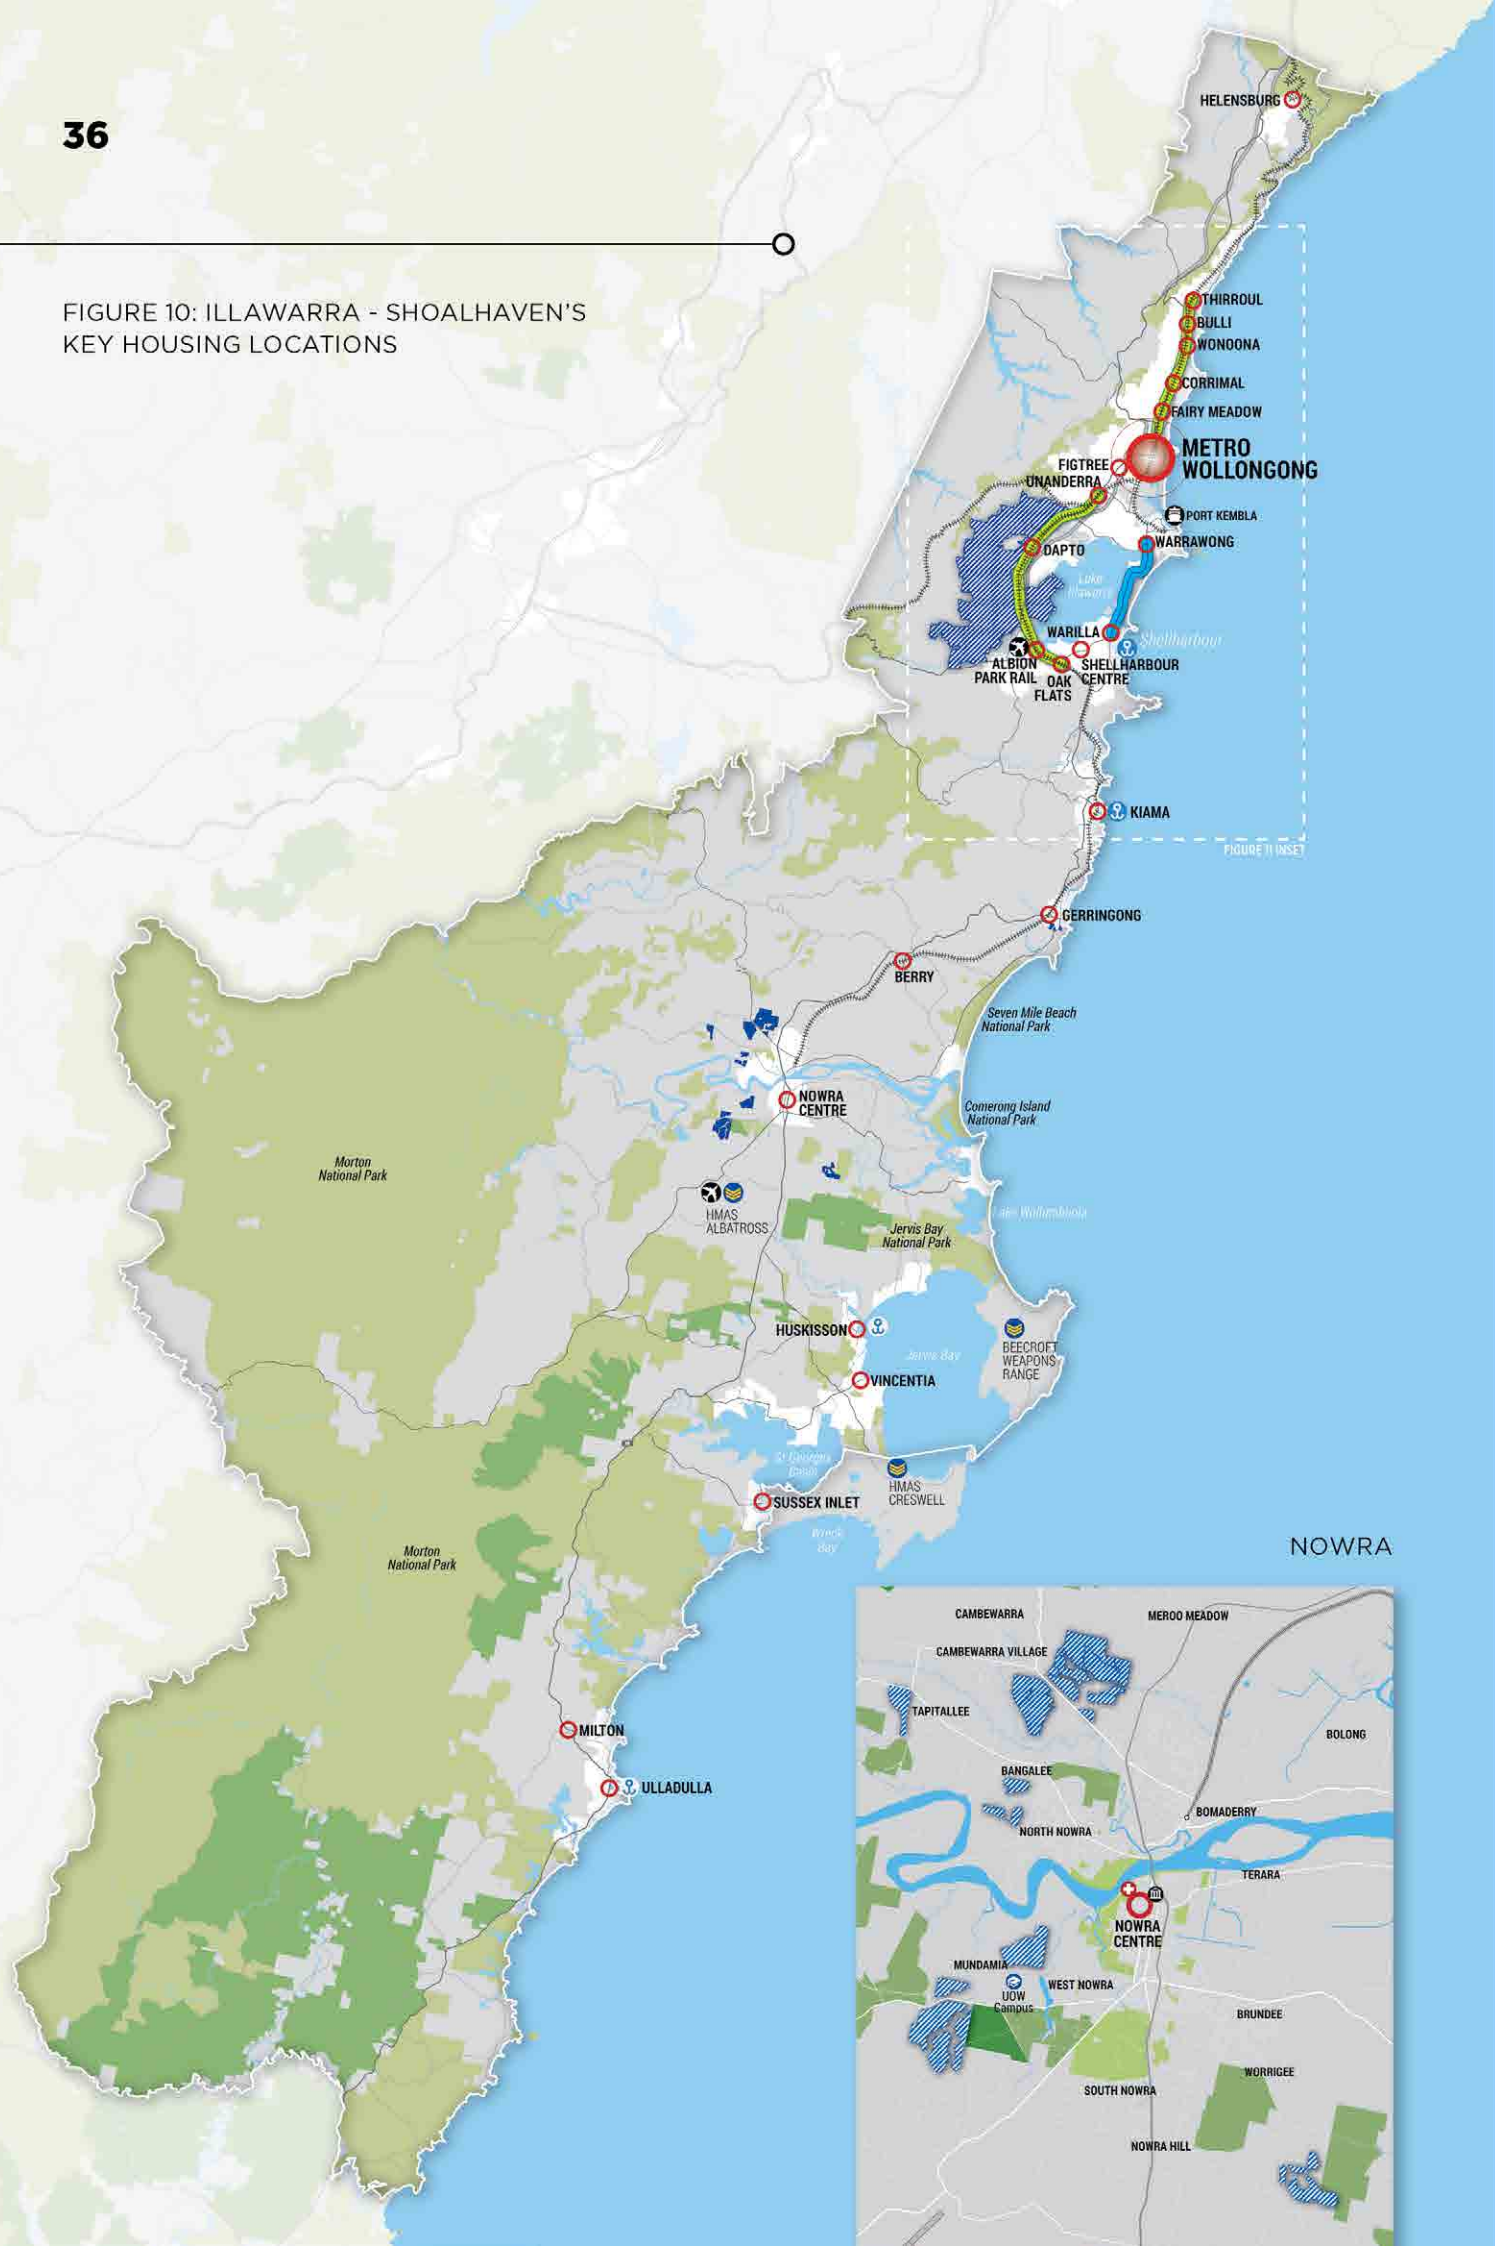 36
FIGURE 10: ILLAWARRA - SHOALHAVEN'S
KEY HOUSING LOCATIONS
HELENSBURG
THIRROUL
BULLI
WONOONA
CORRIMAL
FAIRY MEADOW
METRO
WOLLONGONG
FIGTREE
UNANDERRA
PORT KEMBLA
WARRAWONG
DAPTO
Lake
Illawarra
WARILLA
Shellharbour
ALBION
PARK RAIL
OAK
FLATS
SHELLHARBOUR
CENTRE
KIAMA
FIGURE 11 INSET
GERRINGONG
BERRY
Seven Mile Beach
National Park
NOWRA
CENTRE
Comerong Island
National Park
Morton
National Park
HMAS
ALBATROSS
Lake Wollumboola
Jervis Bay
National Park
HUSKISSON
Jervis Bay
BEECROFT
WEAPONS
RANGE
VINCENTIA
St Georges
Basin
HMAS
CRESWELL
SUSSEX INLET
Wreck
Bay
Morton
National Park
MILTON
ULLADULLA
NOWRA
CAMBEWARRA
MEROO MEADOW
CAMBEWARRA VILLAGE
TAPITALLEE
BOLONG
BANGALEE
BOMADERRY
NORTH NOWRA
TERARA
NOWRA
CENTRE
MUNDAMIA
UOW
Campus
WEST NOWRA
BRUNDEE
WORRIGEE
SOUTH NOWRA
NOWRA HILL